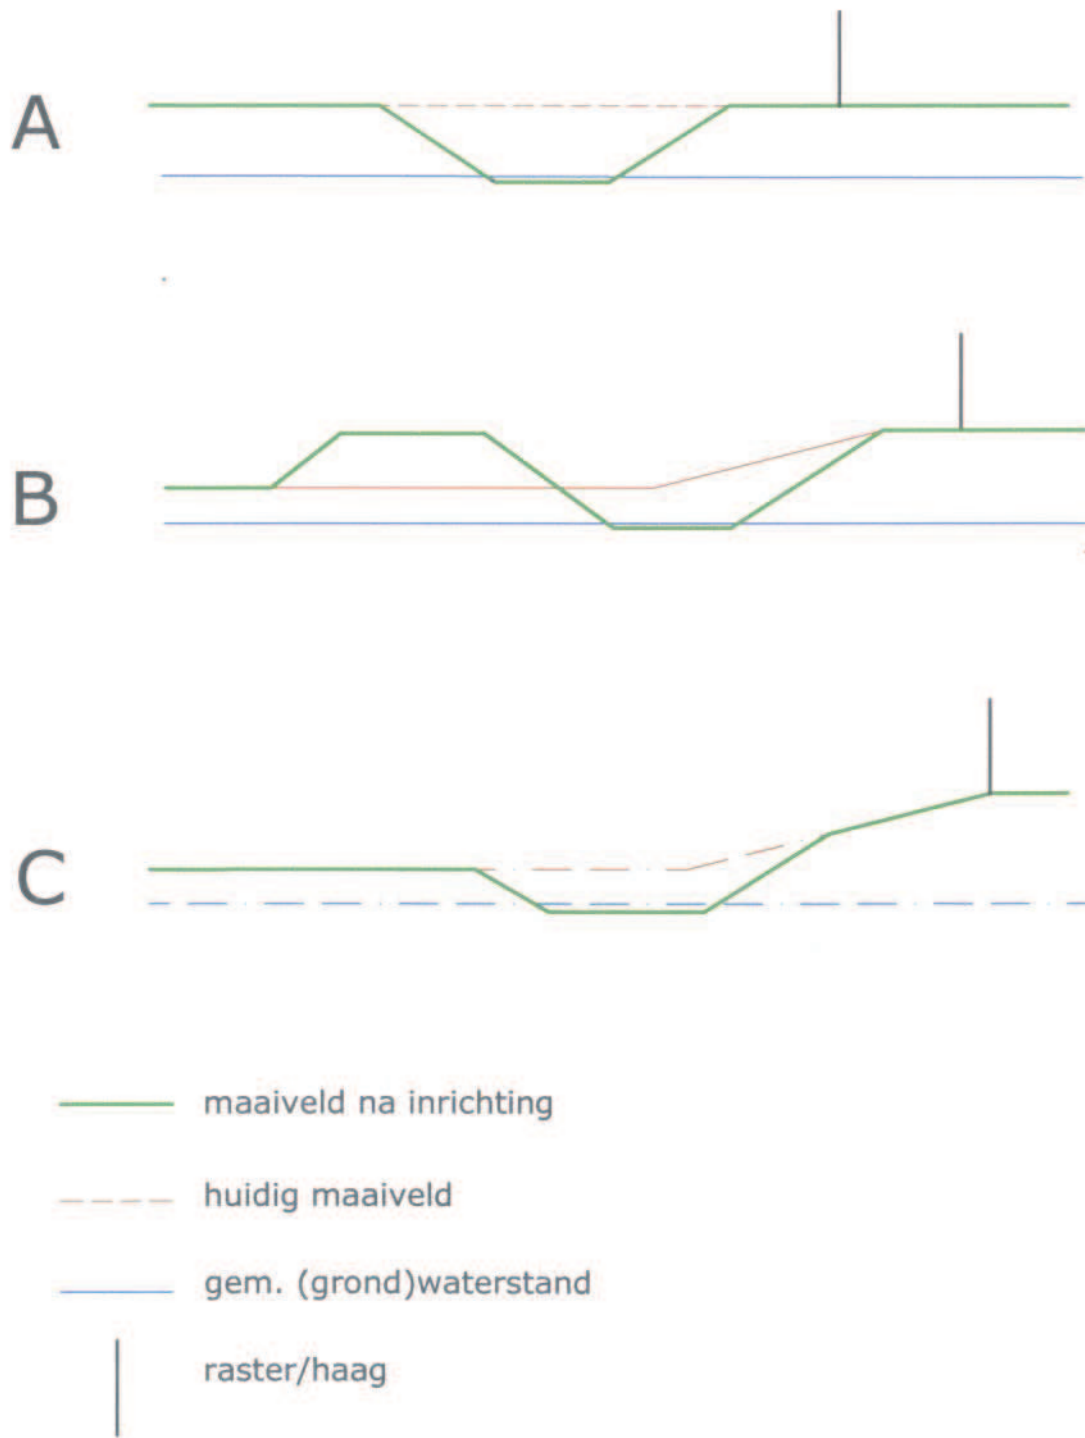 A
B
C
maaiveld na inrichting
huidig maaiveld
gem. (grond)waterstand
raster/haag